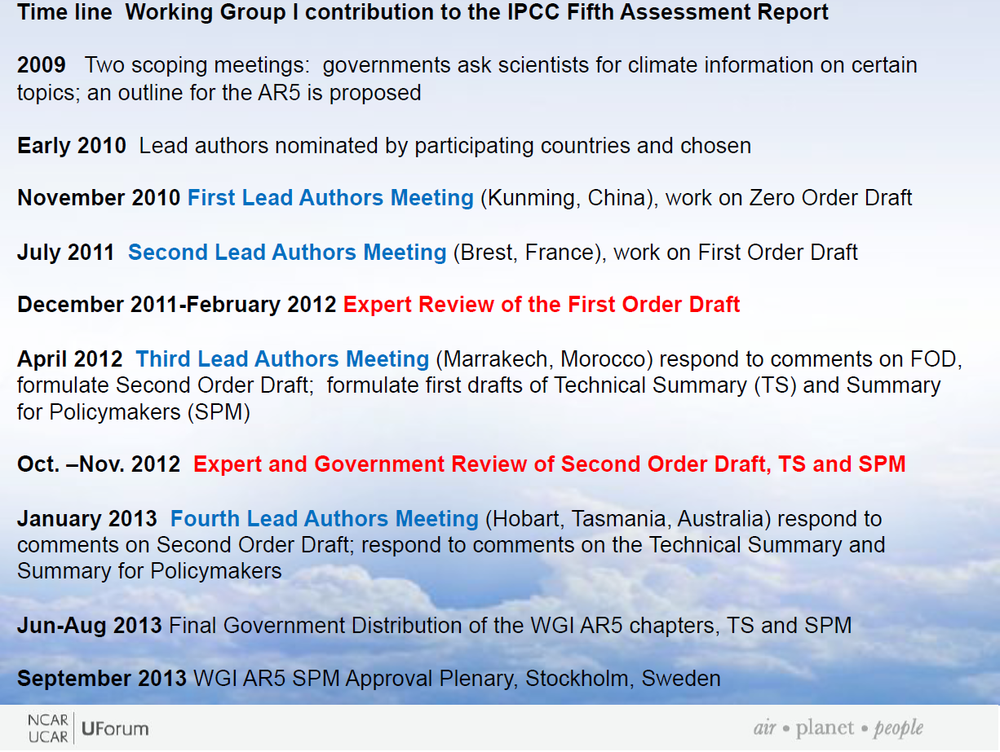 Time line  Working Group I contribution to the IPCC Fifth Assessment Report
2009   Two scoping meetings:  governments ask scientists for climate information on certain
topics; an outline for the AR5 is proposed
Early 2010  Lead authors nominated by participating countries and chosen
November 2010 First Lead Authors Meeting (Kunming, China), work on Zero Order Draft
July 2011  Second Lead Authors Meeting (Brest, France), work on First Order Draft
December 2011-February 2012 Expert Review of the First Order Draft
April 2012  Third Lead Authors Meeting (Marrakech, Morocco) respond to comments on FOD,
formulate Second Order Draft;  formulate first drafts of Technical Summary (TS) and Summary
for Policymakers (SPM)
Oct. –Nov. 2012  Expert and Government Review of Second Order Draft, TS and SPM
January 2013  Fourth Lead Authors Meeting (Hobart, Tasmania, Australia) respond to
comments on Second Order Draft; respond to comments on the Technical Summary and
Summary for Policymakers
Jun-Aug 2013 Final Government Distribution of the WGI AR5 chapters, TS and SPM
September 2013 WGI AR5 SPM Approval Plenary, Stockholm, Sweden
NCAR
UCAR
UForum
air • planet • people